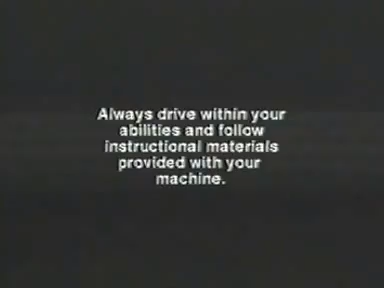 Always drive within your
abilities and follow
instructional materials
provided with your
machine.